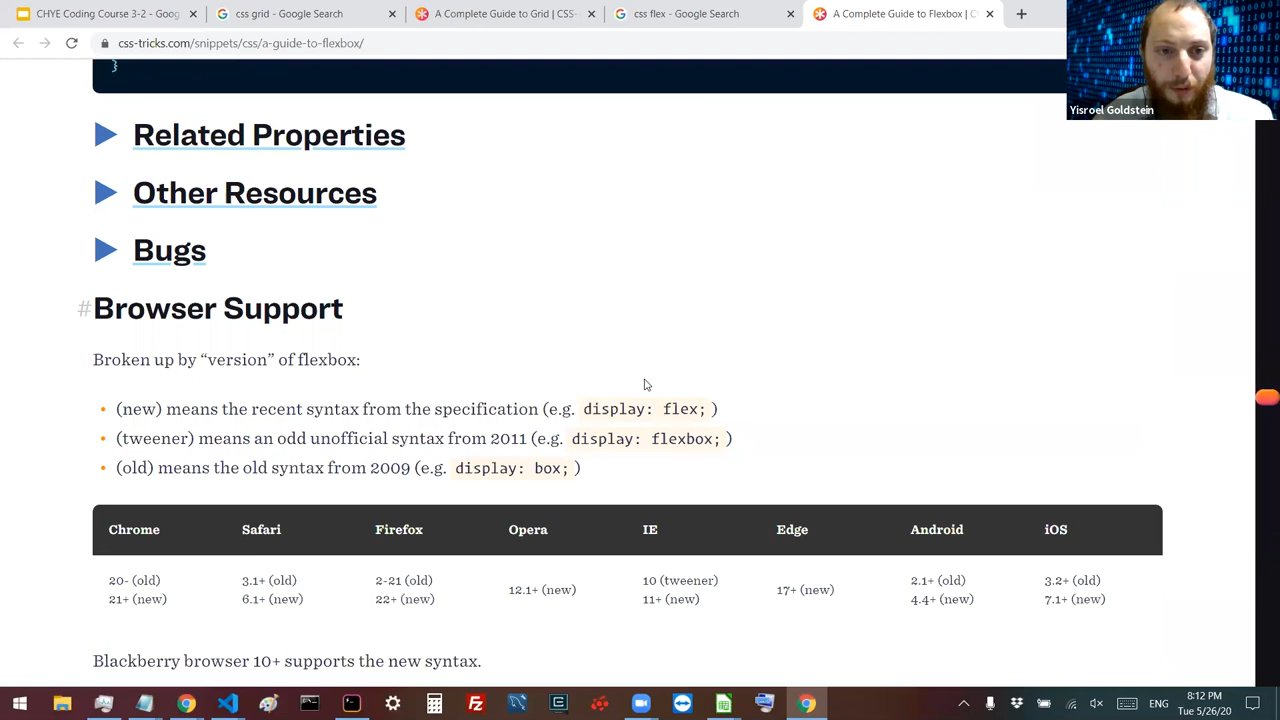 CHYE Coding Course 3-2 - Goog
css grid - Google Search
A Complete Guide to Grid | CSS
css flex - Google Search
A Complete Guide to Flexbox | C
css-tricks.com/snippets/css/a-guide-to-flexbox/
Yisroel Goldstein
}
Related Properties
Other Resources
Bugs
#Browser Support
Broken up by “version” of flexbox:
• (new) means the recent syntax from the specification (e.g. display: flex; )
• (tweener) means an odd unofficial syntax from 2011 (e.g. display: flexbox; )
• (old) means the old syntax from 2009 (e.g. display: box; )
Chrome Safari Firefox Opera IE Edge Android iOS
20- (old) 3.1+ (old) 2-21 (old) 10 (tweener) 2.1+ (old) 3.2+ (old)
12.1+ (new) 17+ (new)
21+ (new) 6.1+ (new) 22+ (new) 11+ (new) 4.4+ (new) 7.1+ (new)
Blackberry browser 10+ supports the new syntax.
ENG
8:12 PM
Tue 5/26/20